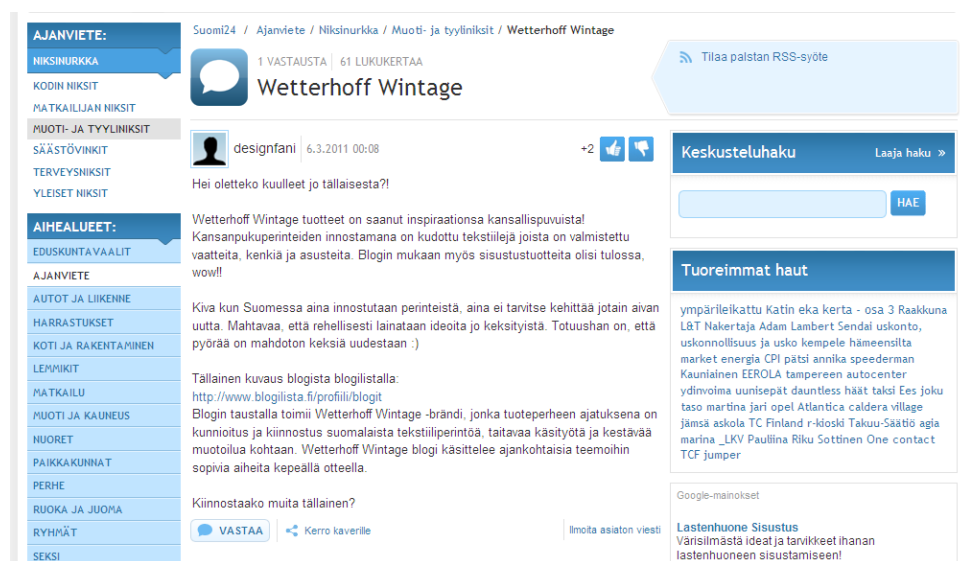 AJANVIETE:
NIKSINURKKA
KODIN NIKSIT
MATKAILIJAN NIKSIT
MUOTI- JA TYYLINIKSIT
SÄÄSTÖVINKIT
TERVEYSNIKSIT
YLEISET NIKSIT
AIHEALUEET:
EDUSKUNTAVAALIT
AJANVIETE
AUTOT JA LIIKENNE
HARRASTUKSET
KOTI JA RAKENTAMINEN
LEMMIKIT
MATKAILU
MUOTI JA KAUNEUS
NUORET
PAIKKAKUNNAT
PERHE
RUOKA JA JUOMA
RYHMÄT
SEKSI
Suomi24 / Ajanviete / Niksinurkka / Muoti- ja tyyliniksit / Wetterhoff Wintage
1 VASTAUSTA 61 LUKUKERTAA
Wetterhoff Wintage
designfani 6.3.2011 00:08 +2
Hei oletteko kuulleet jo tällaisesta?!
Wetterhoff Wintage tuotteet on saanut inspiraationsa kansallispuvuista!
Kansanpukuperinteiden innostamana on kudottu tekstiilejä joista on valmistettu
vaatteita, kenkiä ja asusteita. Blogin mukaan myös sisustustuotteita olisi tulossa,
wow!!
Kiva kun Suomessa aina innostutaan perinteistä, aina ei tarvitse kehittää jotain aivan
uutta. Mahtavaa, että rehellisesti lainataan ideoita jo keksityistä. Totuushan on, että
pyörää on mahdoton keksiä uudestaan :)
Tällainen kuvaus blogista blogilistalla:
http://www.blogilista.fi/profiili/blogit
Blogin taustalla toimii Wetterhoff Wintage -brändi, jonka tuoteperheen ajatuksena on
kunnioitus ja kiinnostus suomalaista tekstiiliperintöä, taitavaa käsityötä ja kestävää
muotoilua kohtaan. Wetterhoff Wintage blogi käsittelee ajankohtaisia teemoihin
sopivia aiheita kepeällä otteella.
Kiinnostaako muita tällainen?
VASTAA Kerro kaverille Ilmoita asiaton viesti
Tilaa palstan RSS-syöte
Keskusteluhaku Laaja haku »
HAE
Tuoreimmat haut
ympärileikattu Katin eka kerta - osa 3 Raakkuna
L&T Nakertaja Adam Lambert Sendai uskonto,
uskonnollisuus ja usko kempele hämeensilta
market energia CPI pätsi annika speederman
Kauniainen EEROLA tampereen autocenter
ydinvoima uunisepät dauntless häät taksi Ees joku
taso martina jari opel Atlantica caldera village
jämsä askola TC Finland r-kioski Takuu-Säätiö agia
marina _LKV Pauliina Riku Sottinen One contact
TCF jumper
Google-mainokset
Lastenhuone Sisustus
Värisilmästä ideat ja tarvikkeet ihanan
lastenhuoneen sisustamiseen!